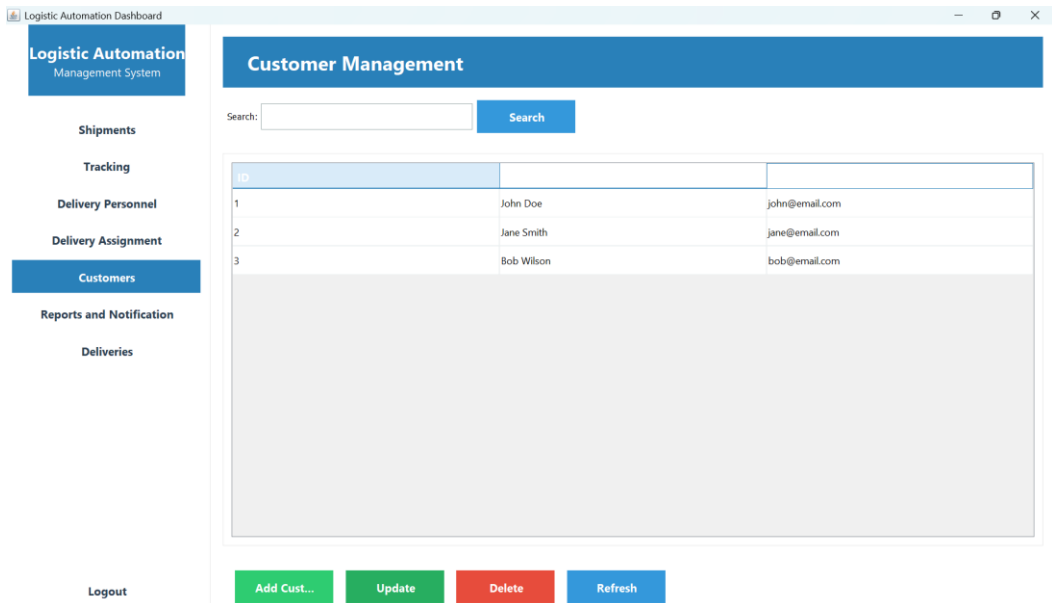 Logistic Automation Dashboard
Logistic Automation
Management System
Shipments
Tracking
Delivery Personnel
Delivery Assignment
Customers
Reports and Notification
Deliveries
Logout
Customer Management
Search:
Search
ID
1 John Doe john@email.com
2 Jane Smith jane@email.com
3 Bob Wilson bob@email.com
Add Cust... Update Delete Refresh